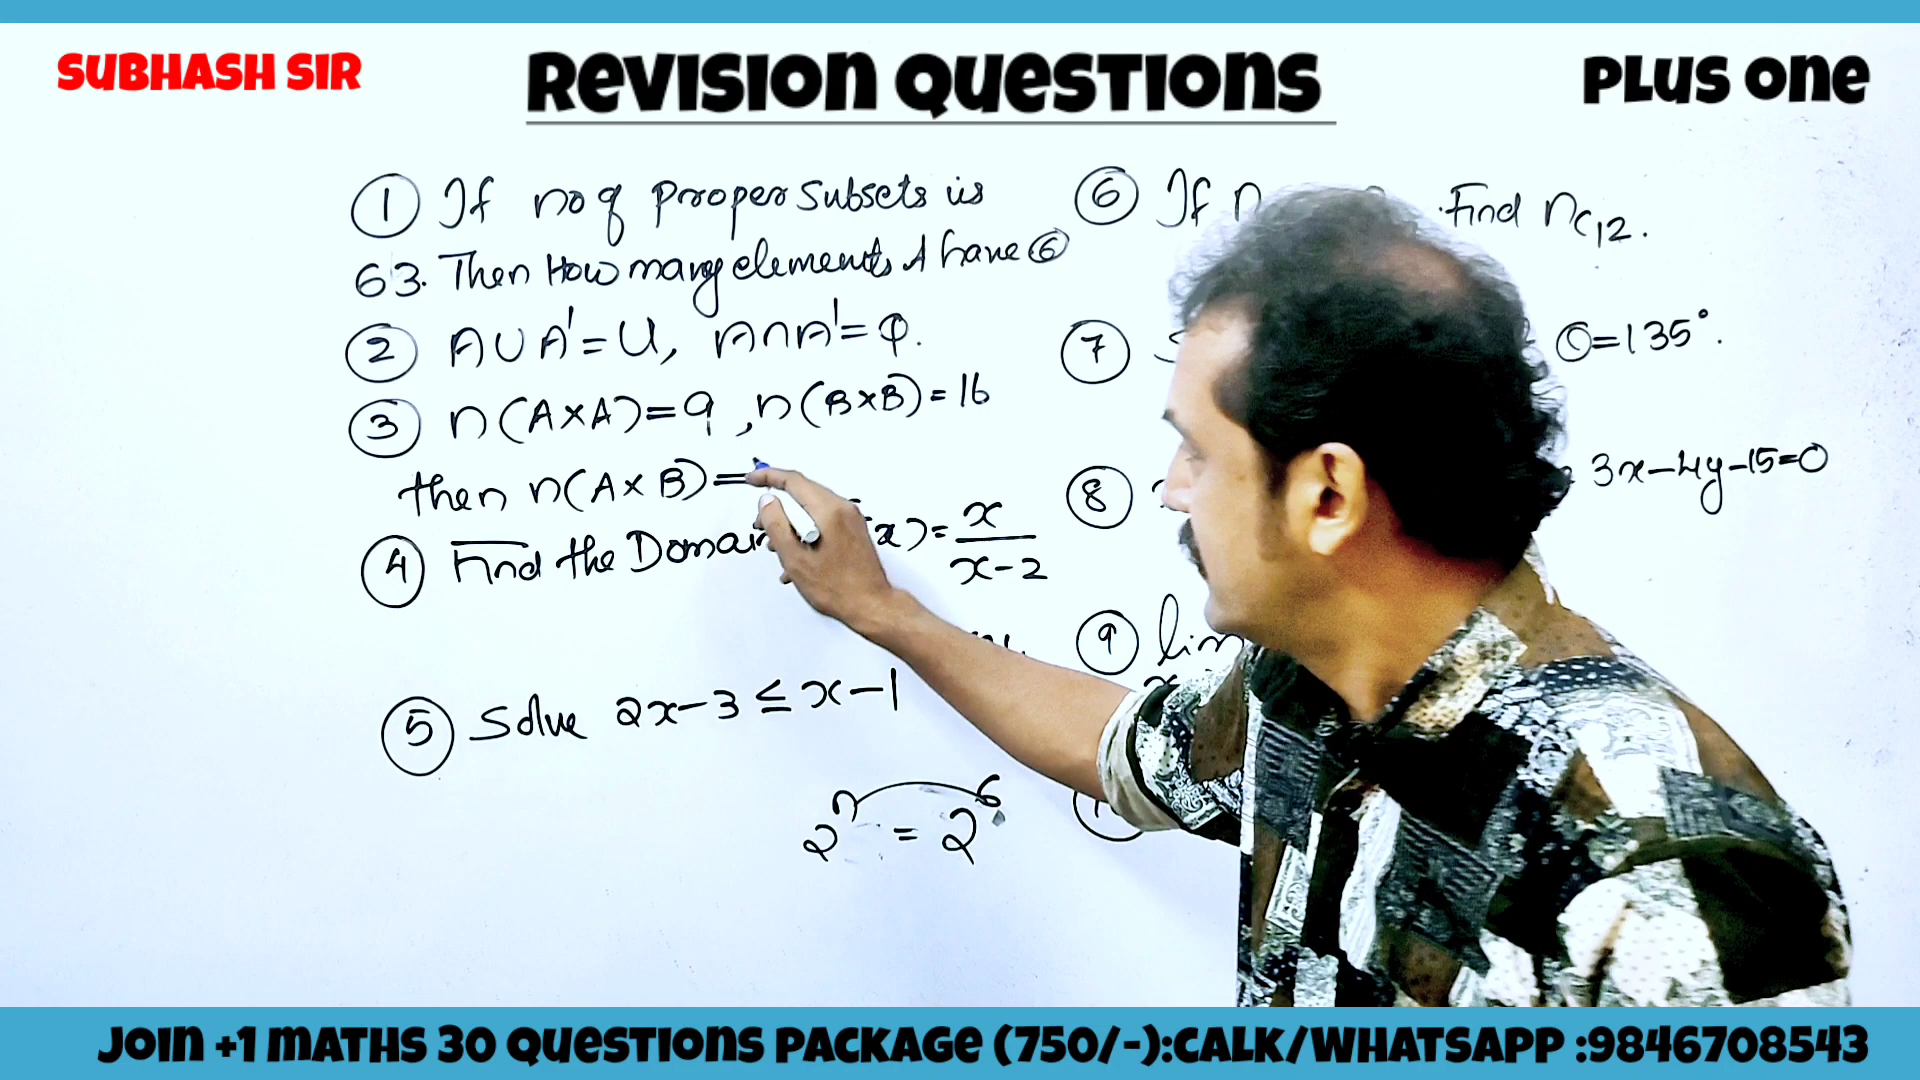 SUBHASH SIR
REVISION QUESTIONS
PLUS ONE
① If no of Proper Subsets is
63. Then How many elements A have ⑥
② A∪A'=U, A∩A'=φ.
③ n(A×A)=9, n(B×B)=16
then n(A×B)=
④ Find the Domain (x)= x/x-2
⑤ Solve 2x-3≤x-1
2ⁿ = 2⁶
⑥ If n Find nC12.
⑦ θ=135°.
⑧ 3x-4y-15=0
⑨ lim
x
JOIN +1 MATHS 30 QUESTIONS PACKAGE (750/-):CALK/WHATSAPP :9846708543